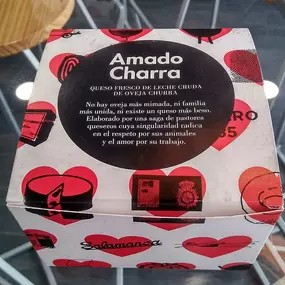 Amado
Charra
QUESO FRESCO DE LECHE CRUDA
DE OVEJA CHURRA
No hay oveja más mimada, ni familia
más unida, ni existe un queso más beso.
Elaborado por una saga de pastores
queseros cuya singularidad radica
en el respeto por sus animales
y el amor por su trabajo.
RO
Salamanca